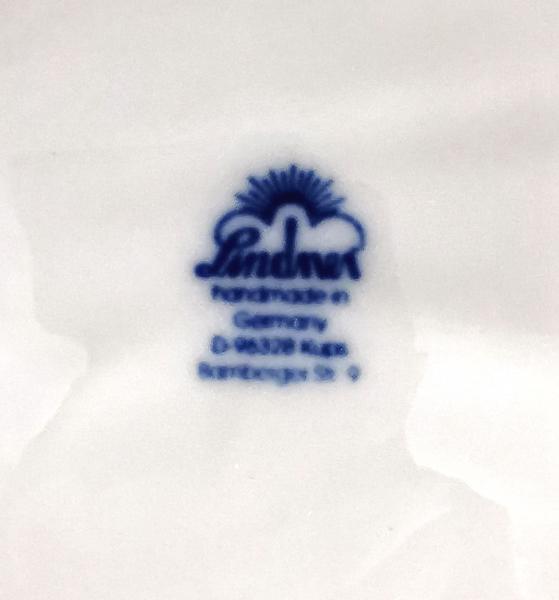 Lindner
handmade in
Germany
D-96328 Küps
Bamberger Str. 9